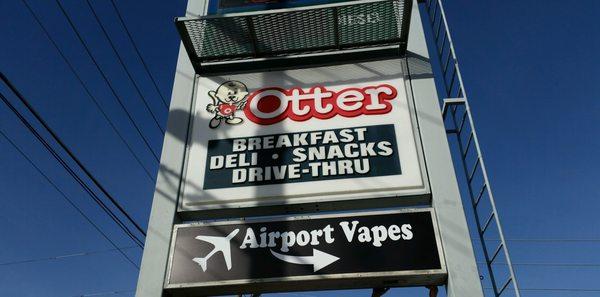 Otter
BREAKFAST
DELI • SNACKS
DRIVE-THRU
Airport Vapes